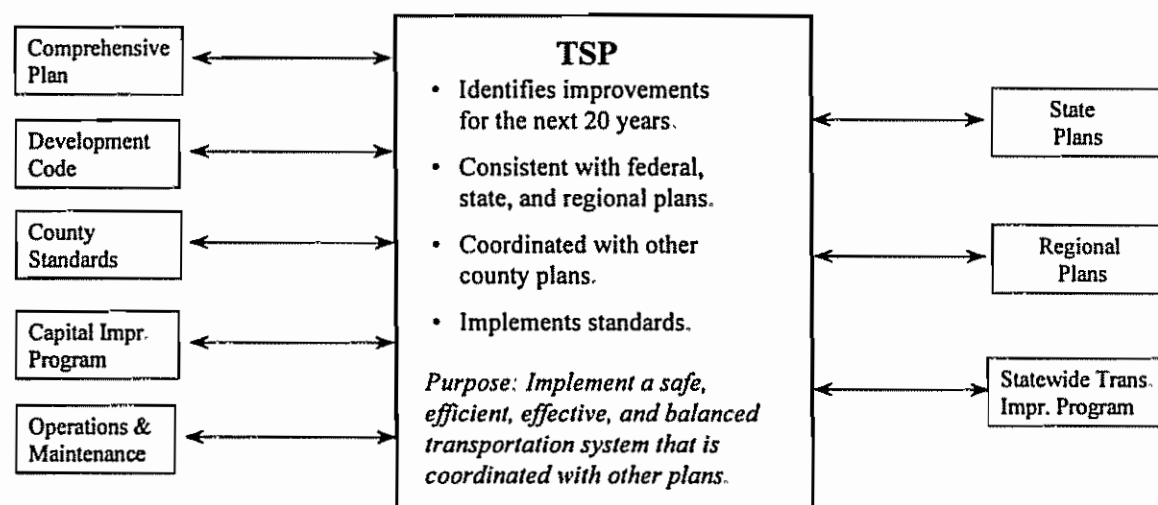 Comprehensive
Plan
Development
Code
County
Standards
Capital Impr.
Program
Operations &
Maintenance
TSP
• Identifies improvements
for the next 20 years.
• Consistent with federal,
state, and regional plans.
• Coordinated with other
county plans.
• Implements standards.
Purpose: Implement a safe,
efficient, effective, and balanced
transportation system that is
coordinated with other plans.
State
Plans
Regional
Plans
Statewide Trans.
Impr. Program